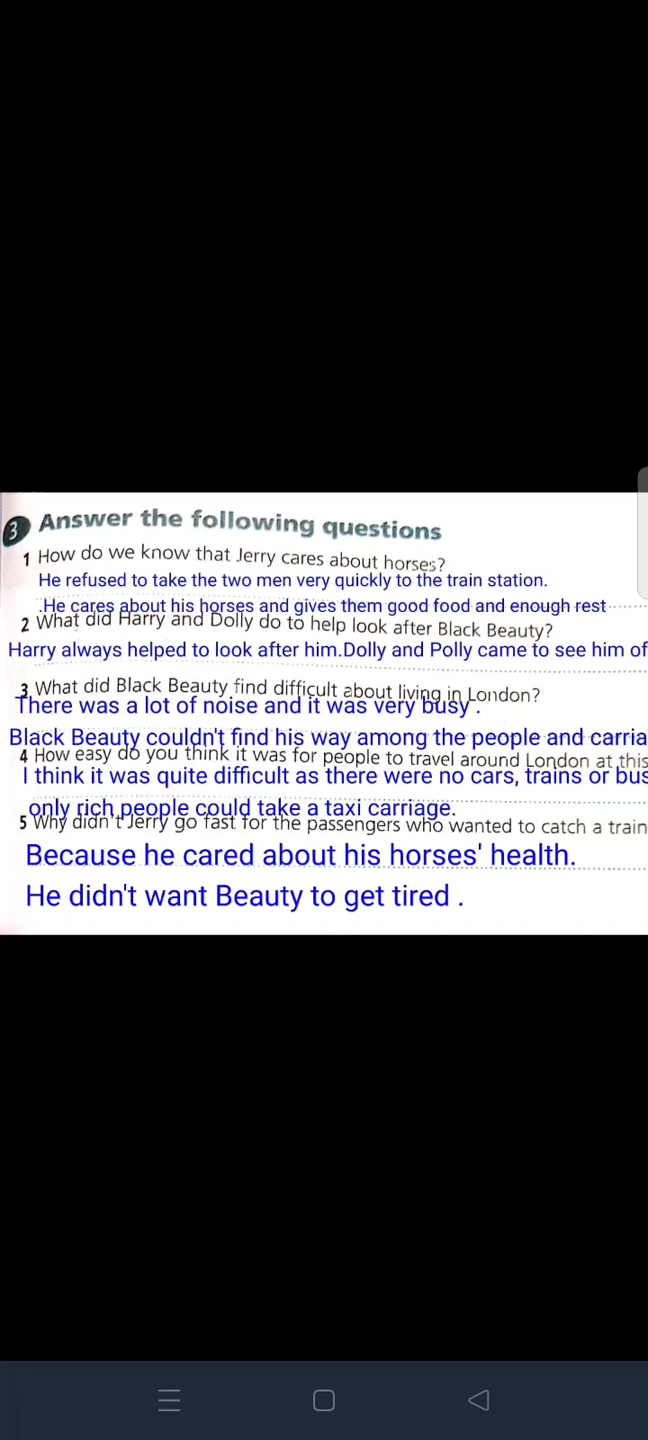 3 Answer the following questions
1 How do we know that Jerry cares about horses?
He refused to take the two men very quickly to the train station.
.He cares about his horses and gives them good food and enough rest
2 What did Harry and Dolly do to help look after Black Beauty?
Harry always helped to look after him.Dolly and Polly came to see him of
3 What did Black Beauty find difficult about living in London?
There was a lot of noise and it was very busy .
Black Beauty couldn't find his way among the people and carria
4 How easy do you think it was for people to travel around London at this
I think it was quite difficult as there were no cars, trains or bus
only rich people could take a taxi carriage.
5 Why didn't Jerry go fast for the passengers who wanted to catch a train
Because he cared about his horses' health.
He didn't want Beauty to get tired .